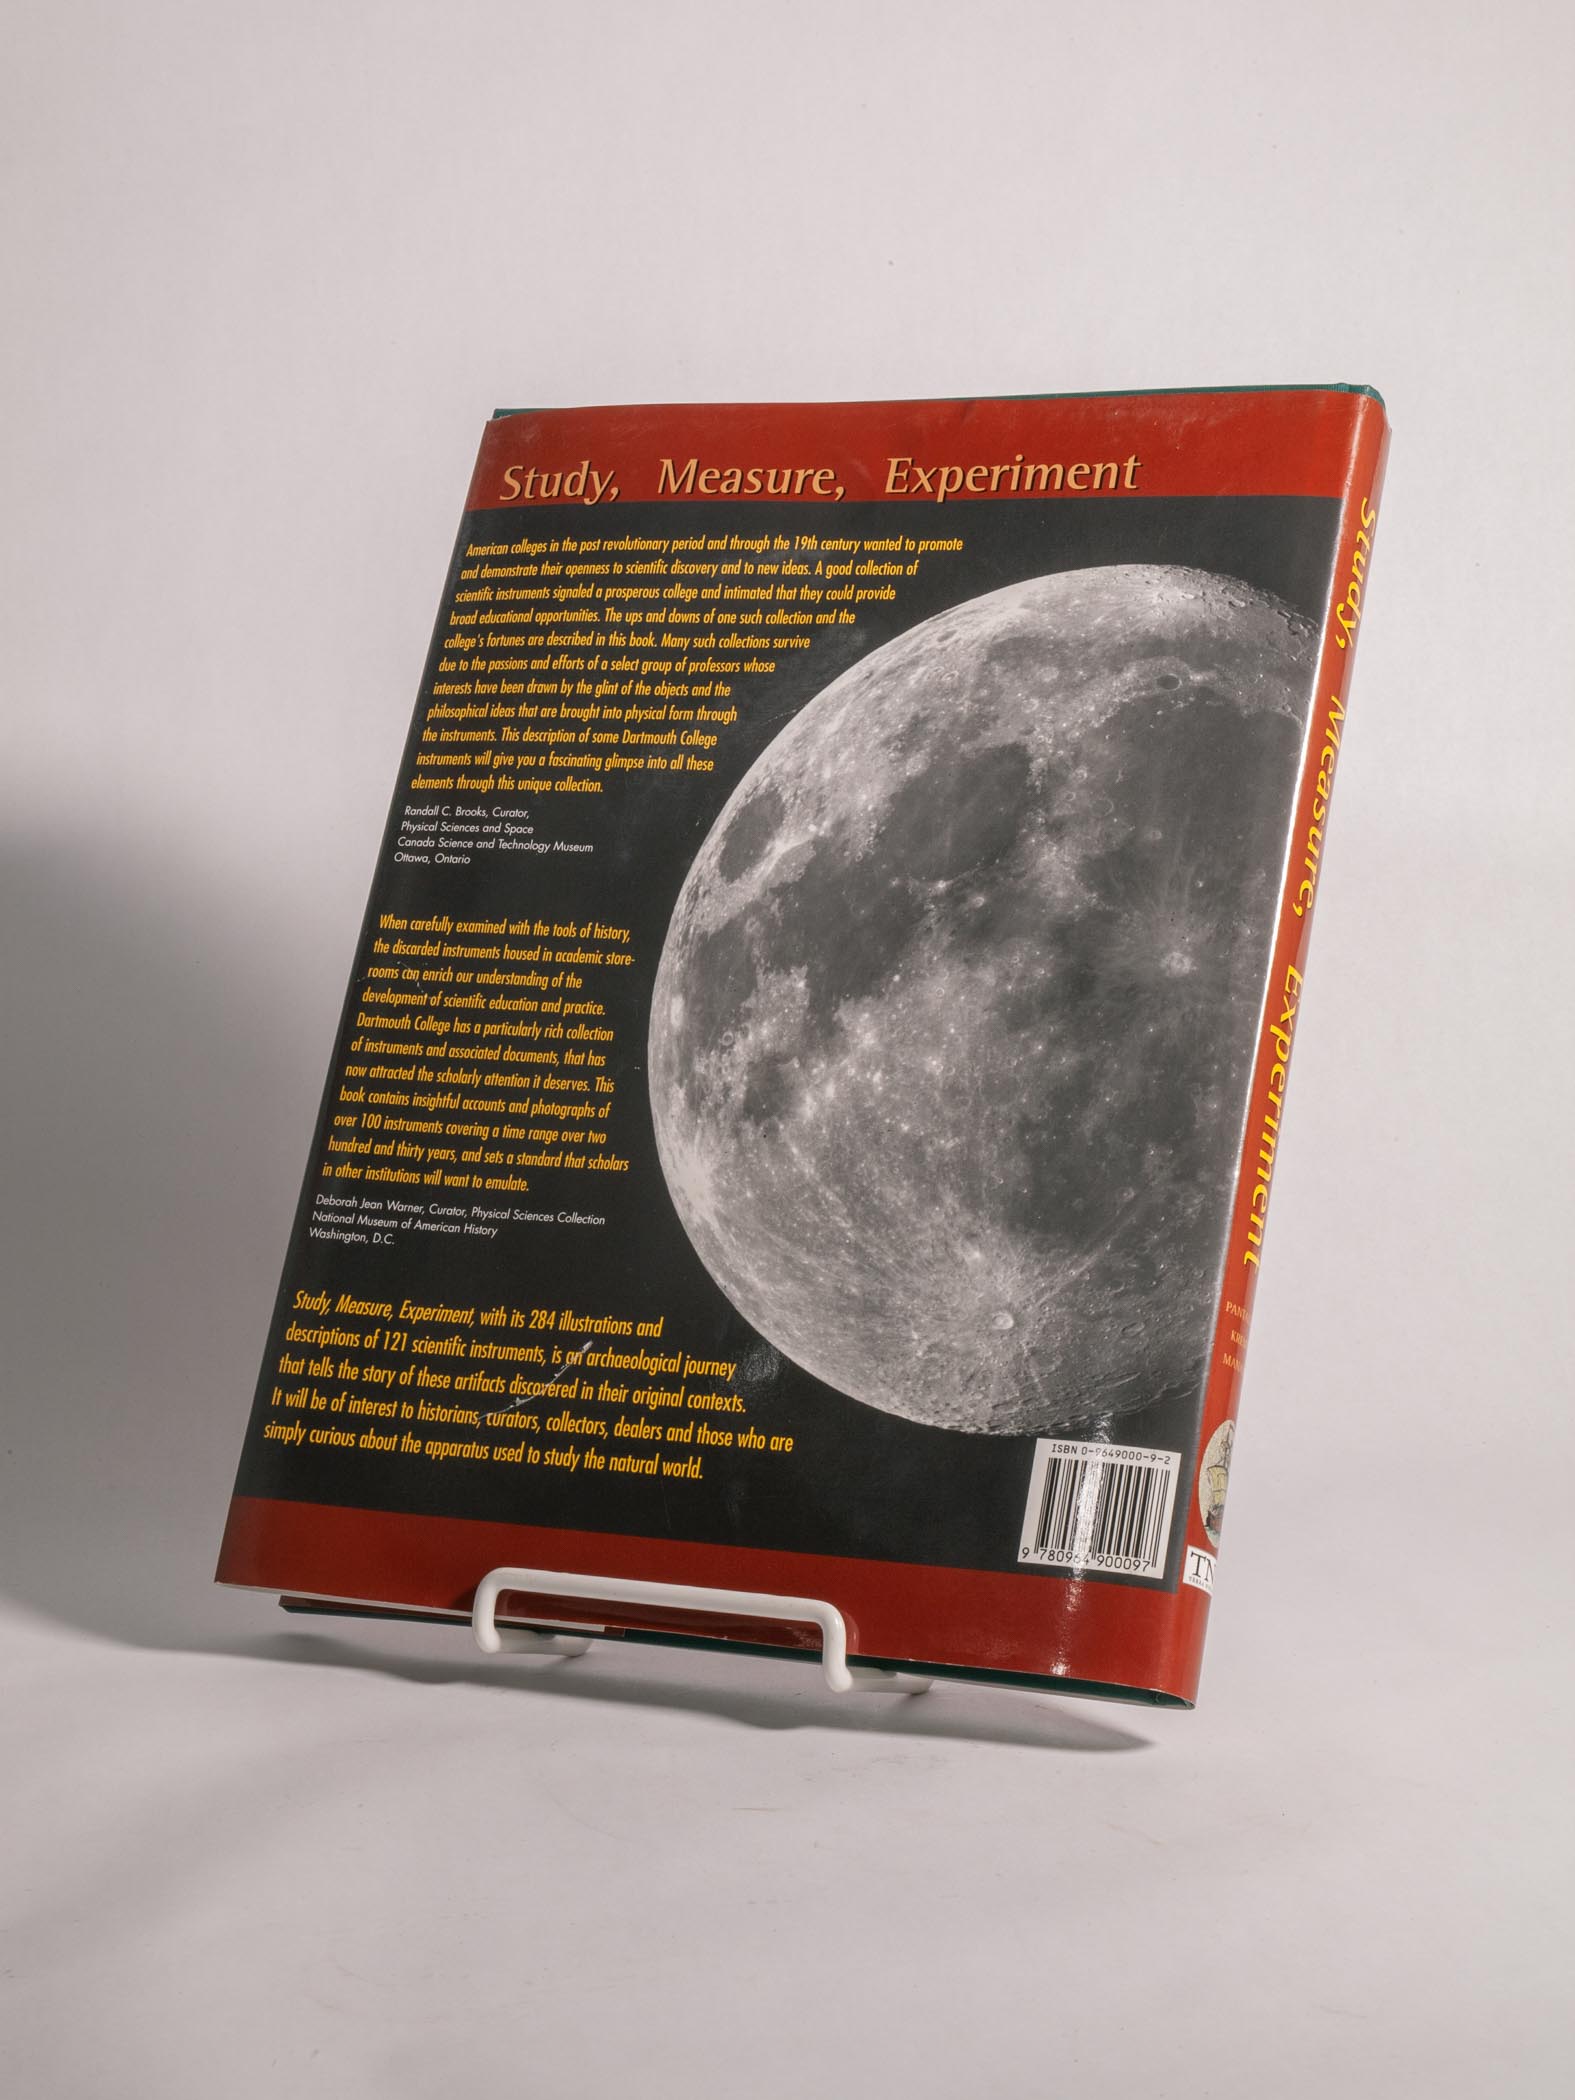 Study, Measure, Experiment
American colleges in the post revolutionary period and through the 19th century wanted to promote
and demonstrate their openness to scientific discovery and to new ideas. A good collection of
scientific instruments signaled a prosperous college and intimated that they could provide
broad educational opportunities. The ups and downs of one such collection and the
college's fortunes are described in this book. Many such collections survive
due to the passions and efforts of a select group of professors whose
interests have been drawn by the glint of the objects and the
philosophical ideas that are brought into physical form through
the instruments. This description of some Dartmouth College
instruments will give you a fascinating glimpse into all these
elements through this unique collection.
Randall C. Brooks, Curator,
Physical Sciences and Space
Canada Science and Technology Museum
Ottawa, Ontario
When carefully examined with the tools of history,
the discarded instruments housed in academic store-
rooms can enrich our understanding of the
development of scientific education and practice.
Dartmouth College has a particularly rich collection
of instruments and associated documents, that has
now attracted the scholarly attention it deserves. This
book contains insightful accounts and photographs of
over 100 instruments covering a time range over two
hundred and thirty years, and sets a standard that scholars
in other institutions will want to emulate.
Deborah Jean Warner, Curator, Physical Sciences Collection
National Museum of American History
Washington, D.C.
Study, Measure, Experiment, with its 284 illustrations and
descriptions of 121 scientific instruments, is an archaeological journey
that tells the story of these artifacts discovered in their original contexts.
It will be of interest to historians, curators, collectors, dealers and those who are
simply curious about the apparatus used to study the natural world.
ISBN 0-9649000-9-2
9 780964 900097
Study, Measure, Experiment